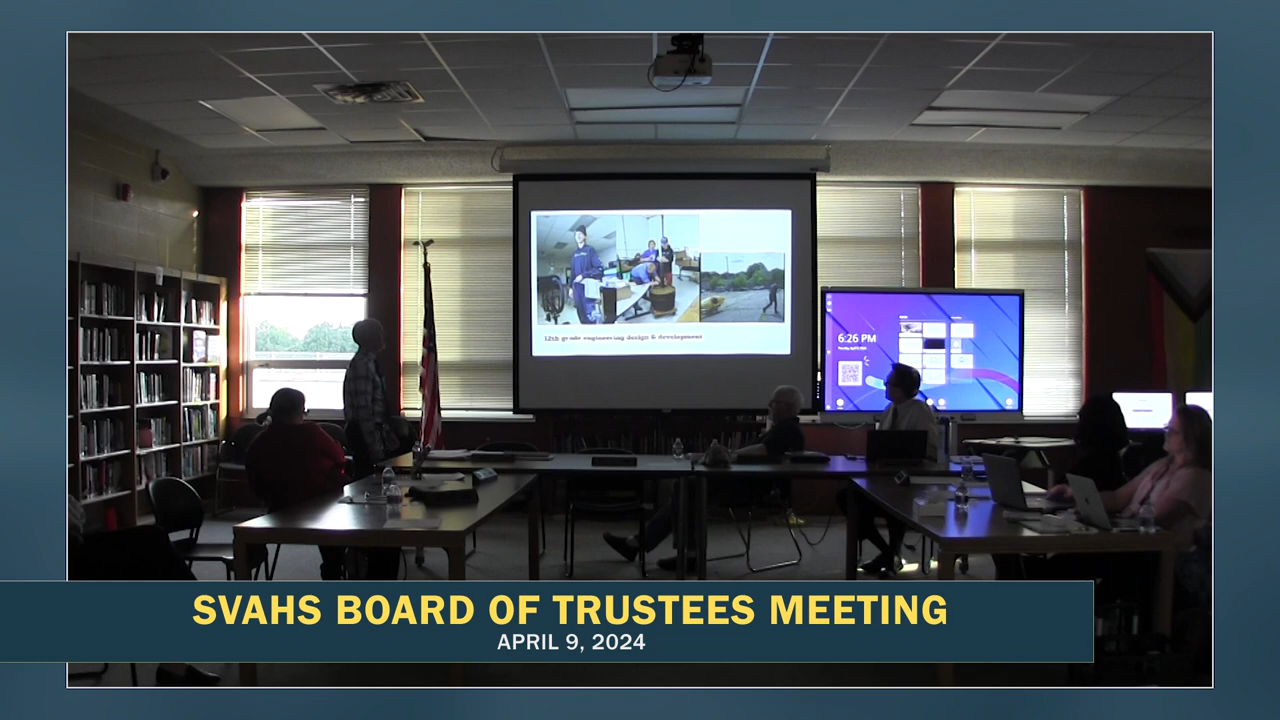 12th grade engineering design & development
6:26 PM
SVAHS BOARD OF TRUSTEES MEETING
APRIL 9, 2024